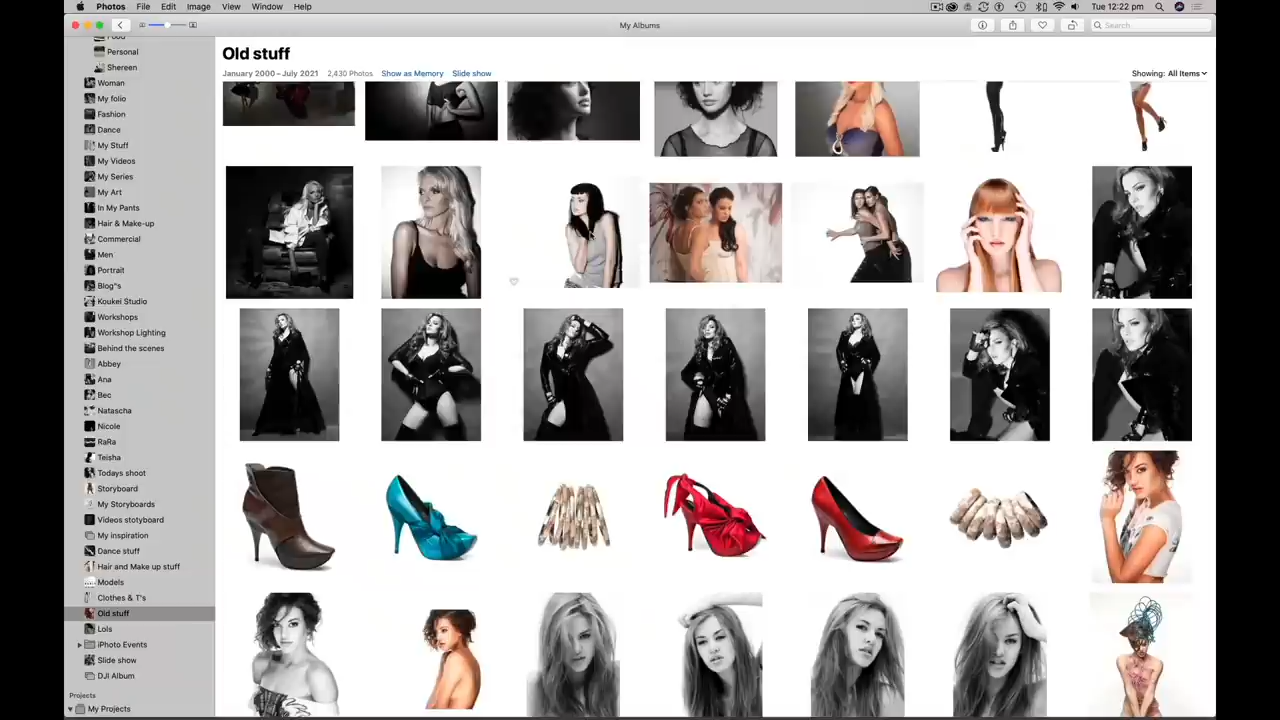 Photos File Edit Image View Window Help Tue 12:22 pm
My Albums Search
Food
Personal
Shereen
Woman
My folio
Fashion
Dance
My Stuff
My Videos
My Series
My Art
In My Pants
Hair & Make-up
Commercial
Men
Portrait
Blog"s
Koukei Studio
Workshops
Workshop Lighting
Behind the scenes
Abbey
Ana
Bec
Natascha
Nicole
RaRa
Teisha
Todays shoot
Storyboard
My Storyboards
Videos stotyboard
My inspiration
Dance stuff
Hair and Make up stuff
Models
Clothes & T's
Old stuff
Lols
iPhoto Events
Slide show
DJI Album
Projects
My Projects
Old stuff
January 2000 – July 2021 2,430 Photos Show as Memory Slide show Showing: All Items